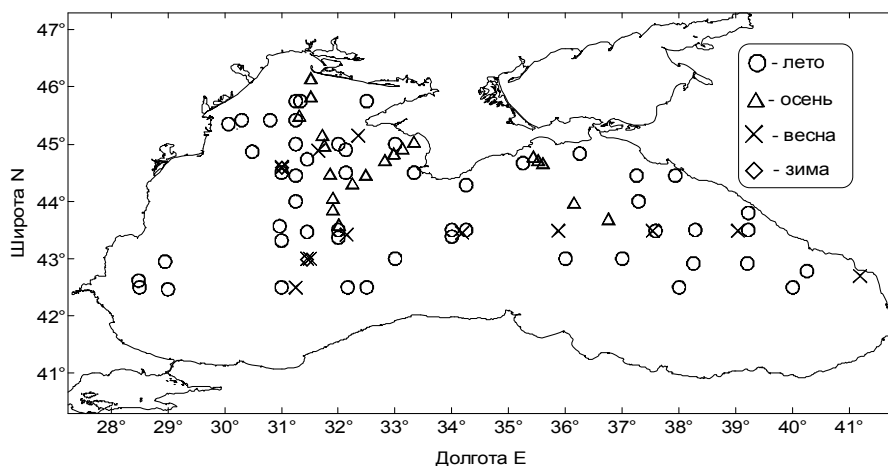 47°
46°
45°
44°
43°
42°
41°
Широта N
- лето
- осень
- весна
- зима
28° 29° 30° 31° 32° 33° 34° 35° 36° 37° 38° 39° 40° 41°
Долгота E